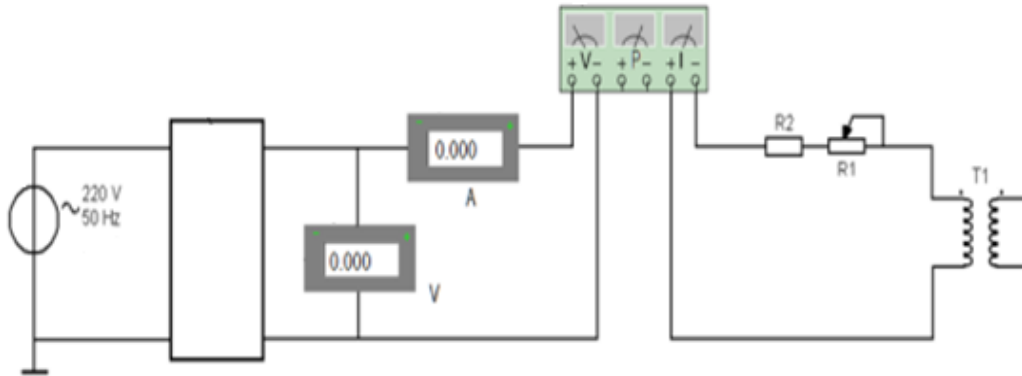 + V - + P - + I -
R2
R1
T1
- +
0.000
A
220 V
50 Hz
- +
0.000
V